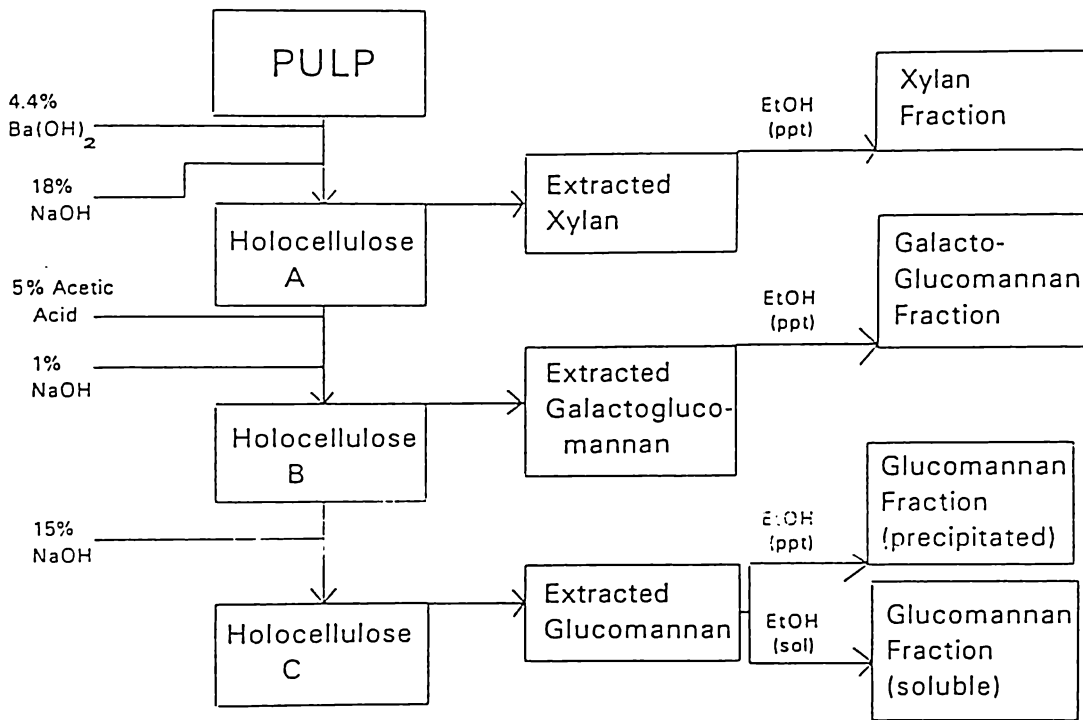 PULP
4.4%
Ba(OH)2
18%
NaOH
EtOH
(ppt)
Xylan
Fraction
Extracted
Xylan
Holocellulose
A
5% Acetic
Acid
1%
NaOH
EtOH
(ppt)
Galacto-
Glucomannan
Fraction
Extracted
Galactogluco-
mannan
Holocellulose
B
15%
NaOH
EtOH
(ppt)
Glucomannan
Fraction
(precipitated)
Extracted
Glucomannan
Holocellulose
C
EtOH
(sol)
Glucomannan
Fraction
(soluble)